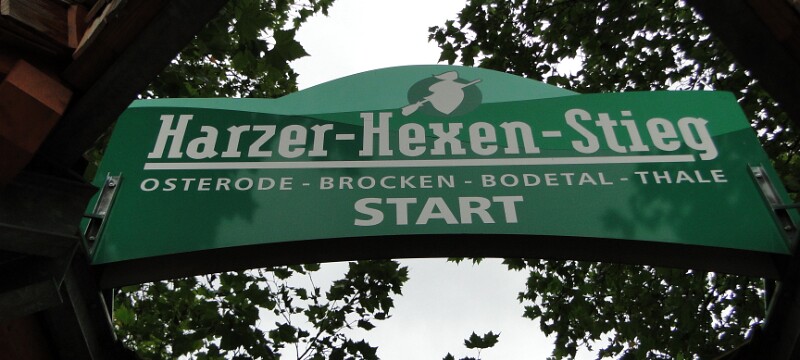 Harzer-Hexen-Stieg
OSTERODE - BROCKEN - BODETAL - THALE
START